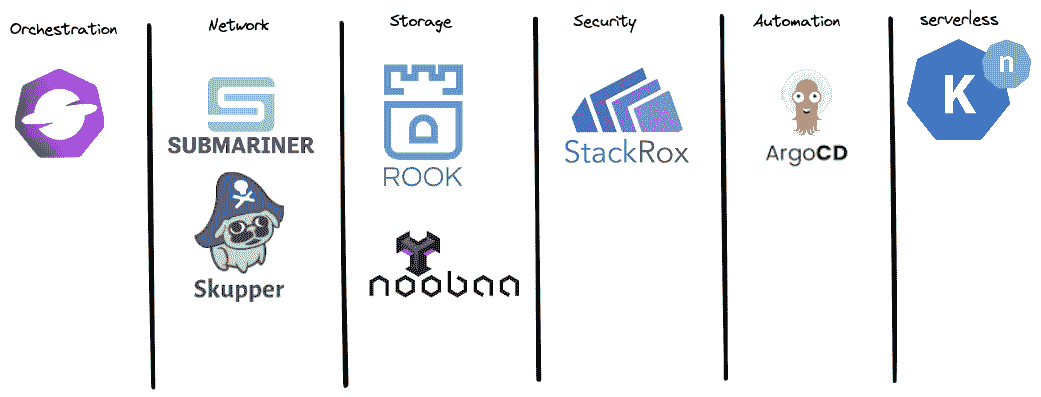 Orchestration
Network
Storage
Security
Automation
serverless
S
SUBMARINER
Skupper
ROOK
noobaa
StackRox
ArgoCD
K
n